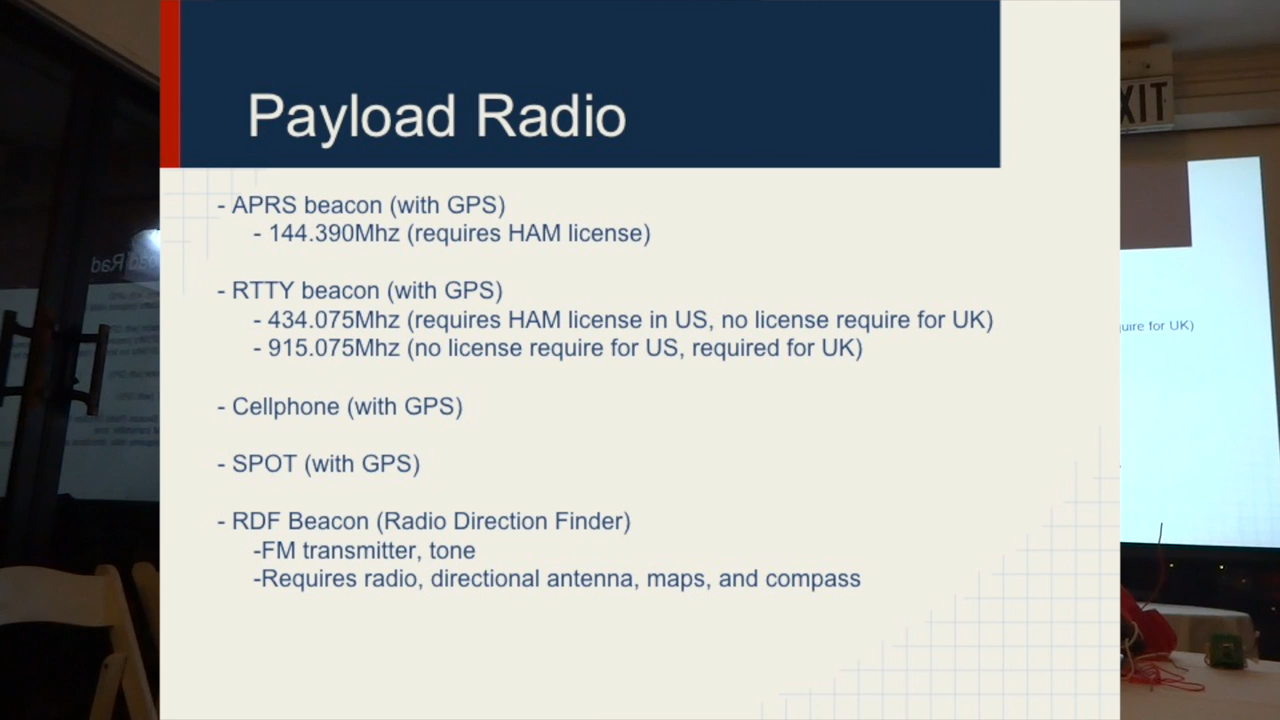 Payload Radio
- APRS beacon (with GPS)
- 144.390Mhz (requires HAM license)
- RTTY beacon (with GPS)
- 434.075Mhz (requires HAM license in US, no license require for UK)
- 915.075Mhz (no license require for US, required for UK)
- Cellphone (with GPS)
- SPOT (with GPS)
- RDF Beacon (Radio Direction Finder)
-FM transmitter, tone
-Requires radio, directional antenna, maps, and compass
XIT
uire for UK)